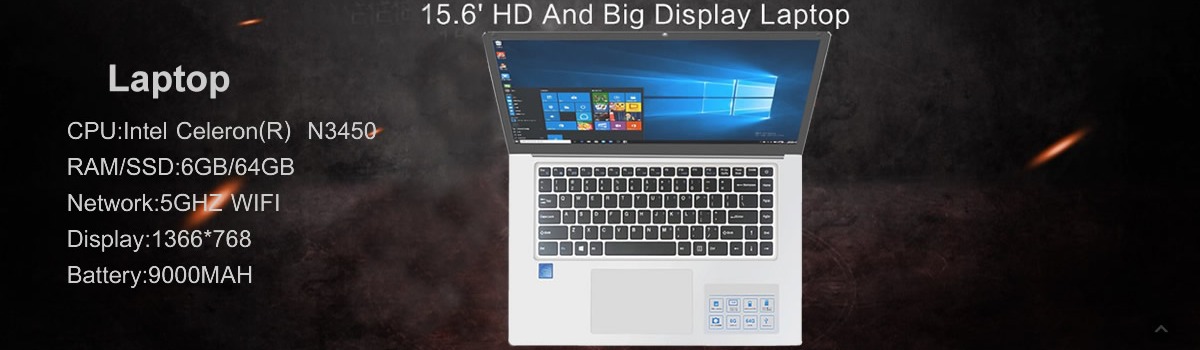 15.6' HD And Big Display Laptop
Laptop
CPU:Intel Celeron(R) N3450
RAM/SSD:6GB/64GB
Network:5GHZ WIFI
Display:1366*768
Battery:9000MAH